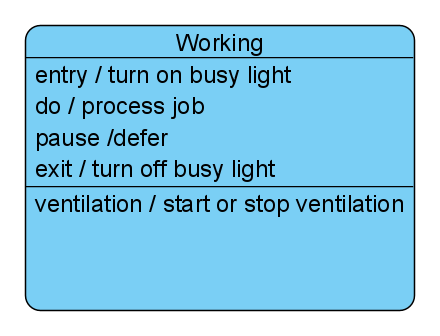 Working
entry / turn on busy light
do / process job
pause /defer
exit / turn off busy light
ventilation / start or stop ventilation